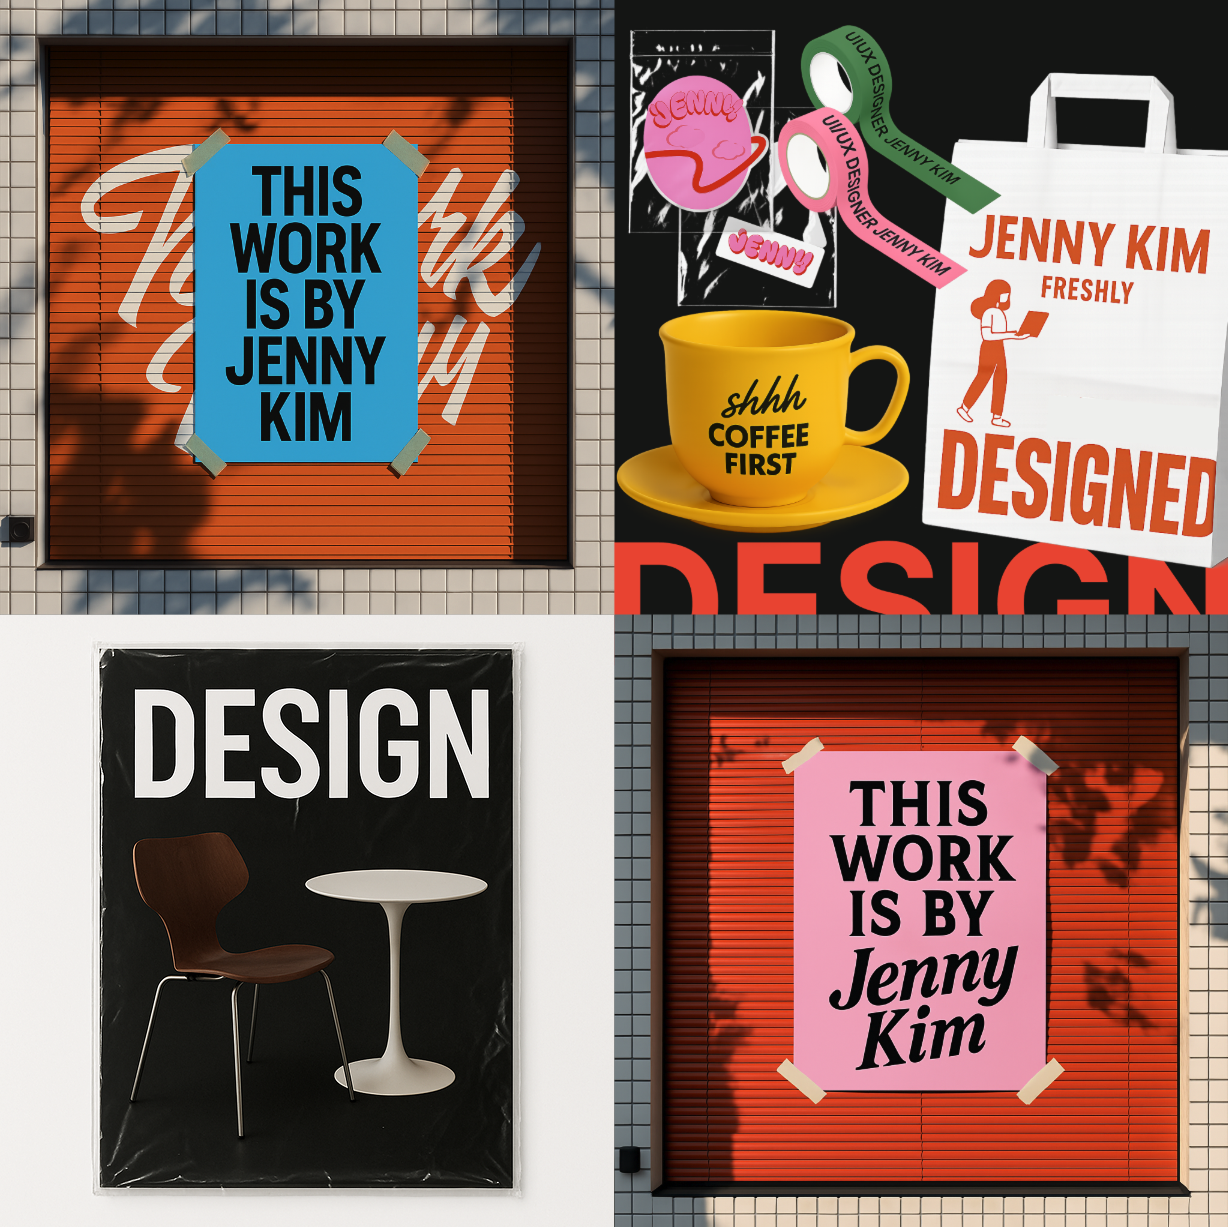 THIS
WORK
IS BY
JENNY
KIM
JENNY
JENNY
UI/UX DESIGNER JENNY KIM
UI/UX DESIGNER JENNY KIM
JENNY KIM
FRESHLY
DESIGNED
shhh
COFFEE
FIRST
DESIGN
DESIGN
THIS
WORK
IS BY
Jenny
Kim